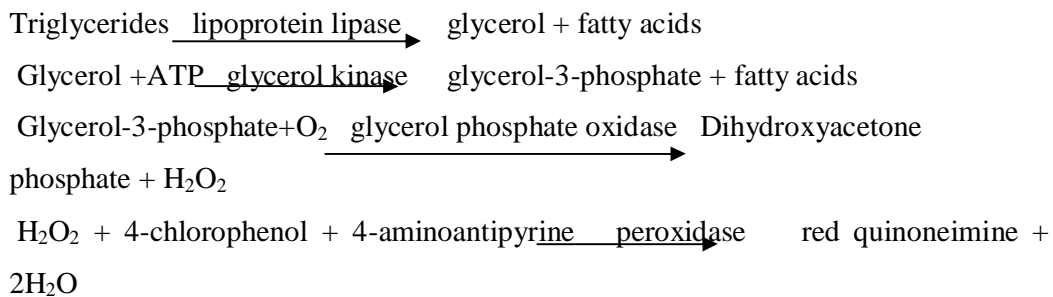 Triglycerides lipoprotein lipase glycerol + fatty acids
Glycerol +ATP glycerol kinase glycerol-3-phosphate + fatty acids
Glycerol-3-phosphate+O₂ glycerol phosphate oxidase Dihydroxyacetone
phosphate + H₂O₂
H₂O₂ + 4-chlorophenol + 4-aminoantipyrine peroxidase red quinoneimine +
2H₂O